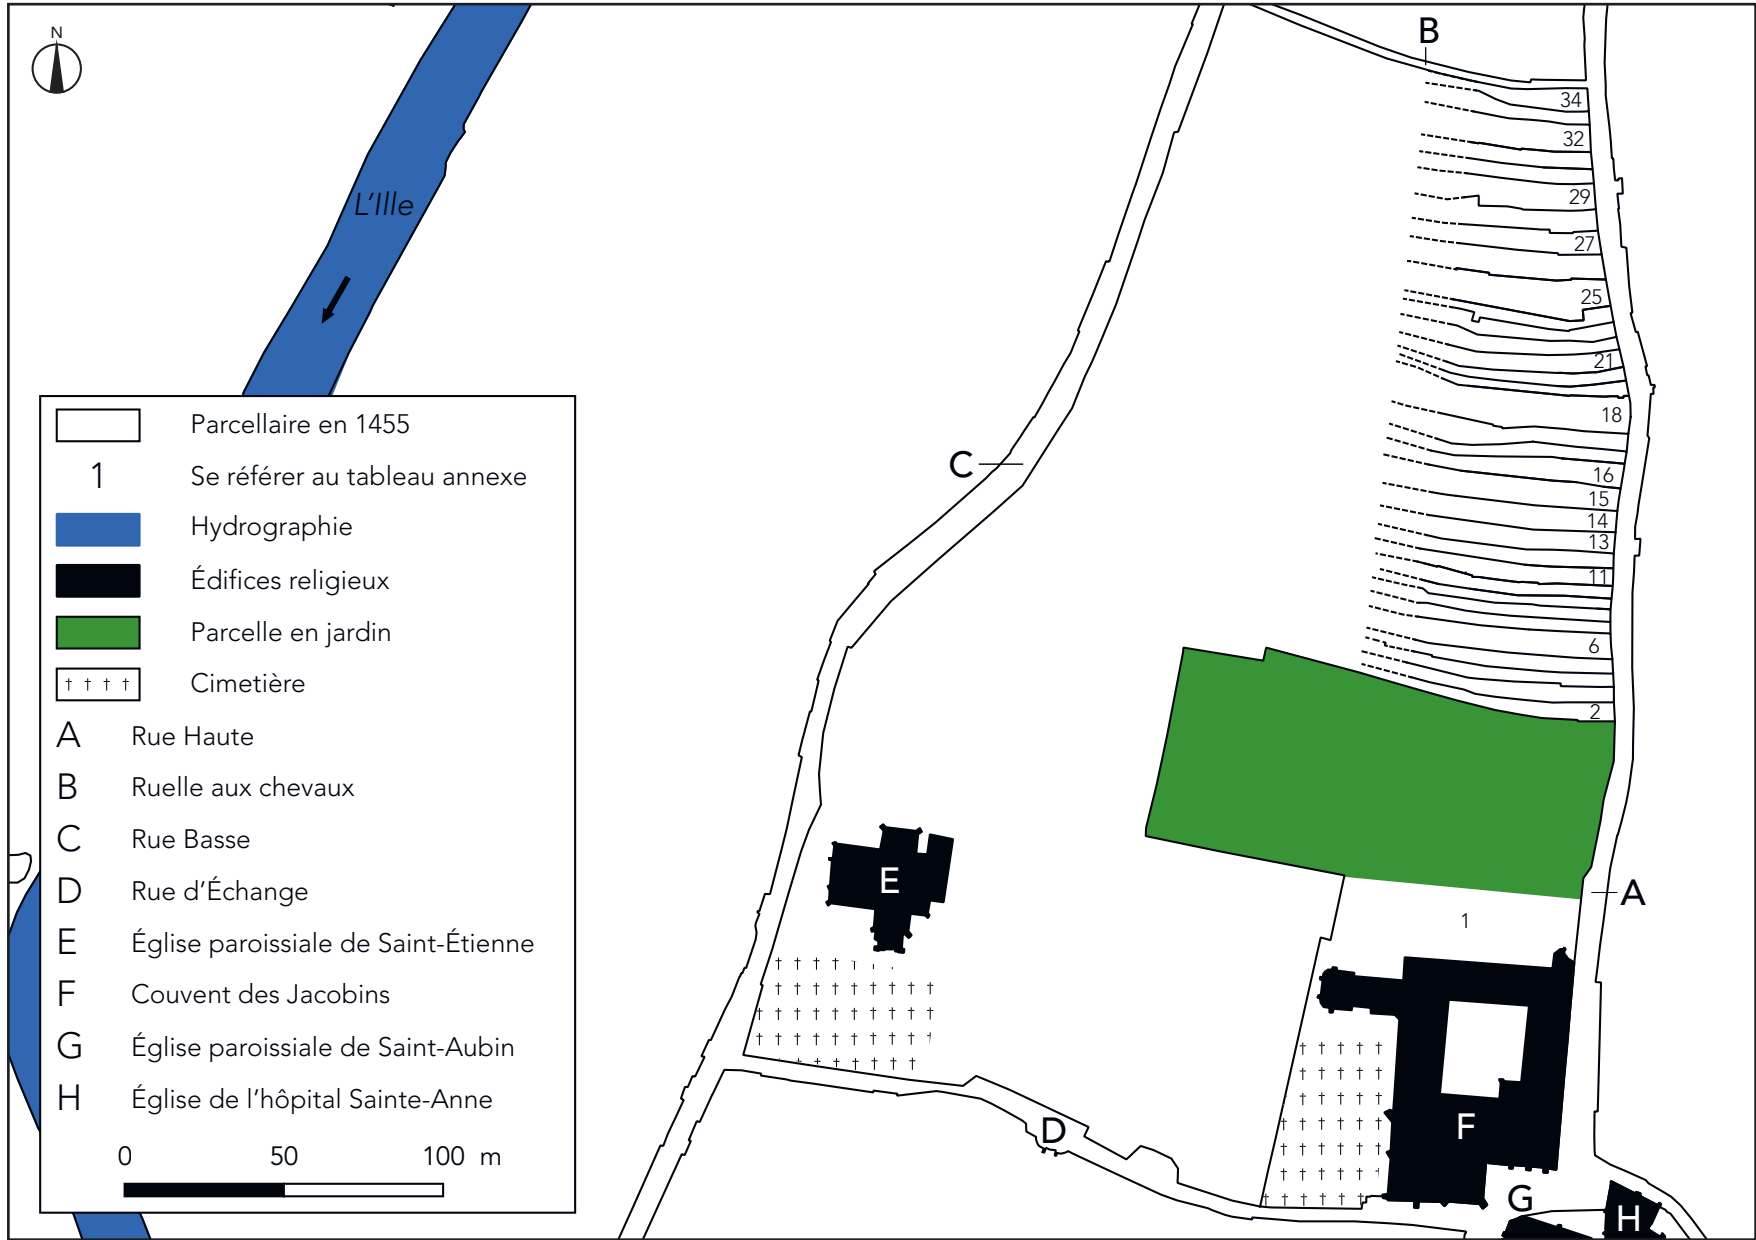 N
B
34
32
29
27
25
21
18
16
15
14
13
11
6
2
L'Ille
C
A
1
E
D
F
G
H
Parcellaire en 1455
1 Se référer au tableau annexe
Hydrographie
Édifices religieux
Parcelle en jardin
Cimetière
A Rue Haute
B Ruelle aux chevaux
C Rue Basse
D Rue d'Échange
E Église paroissiale de Saint-Étienne
F Couvent des Jacobins
G Église paroissiale de Saint-Aubin
H Église de l'hôpital Sainte-Anne
0 50 100 m